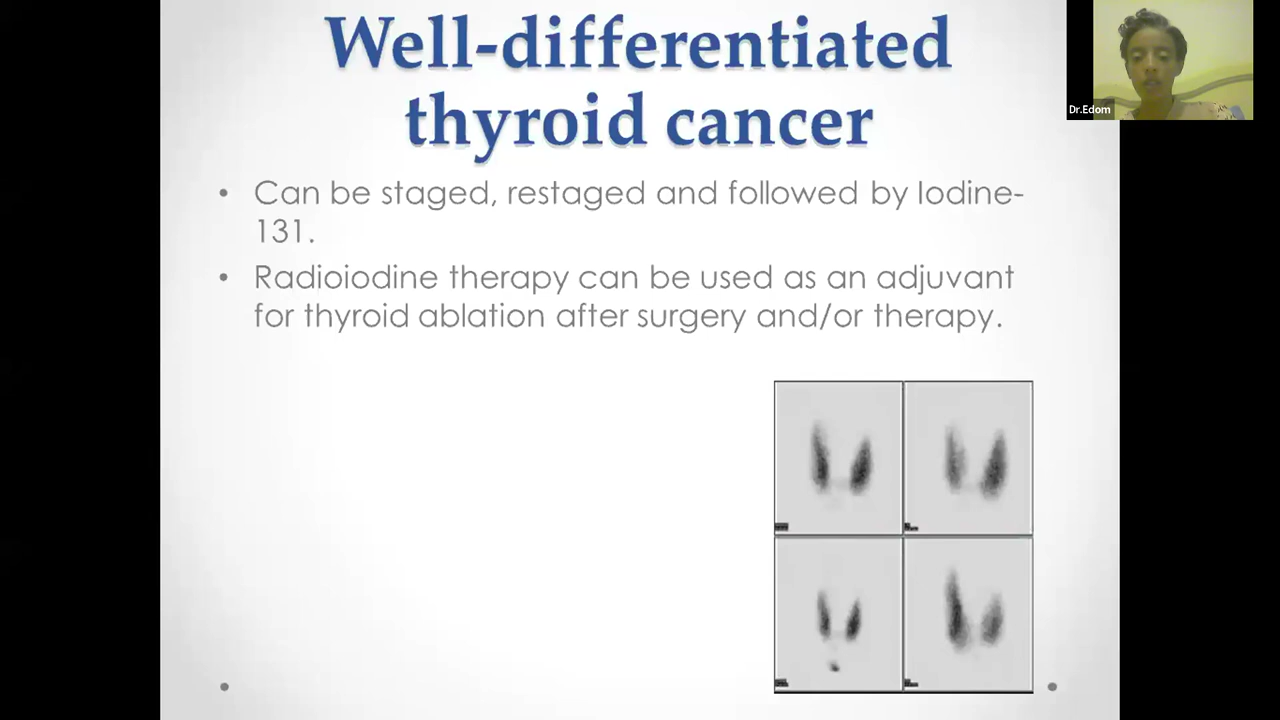 Well-differentiated
thyroid cancer
Dr.Edom
• Can be staged, restaged and followed by Iodine-
131.
• Radioiodine therapy can be used as an adjuvant
for thyroid ablation after surgery and/or therapy.